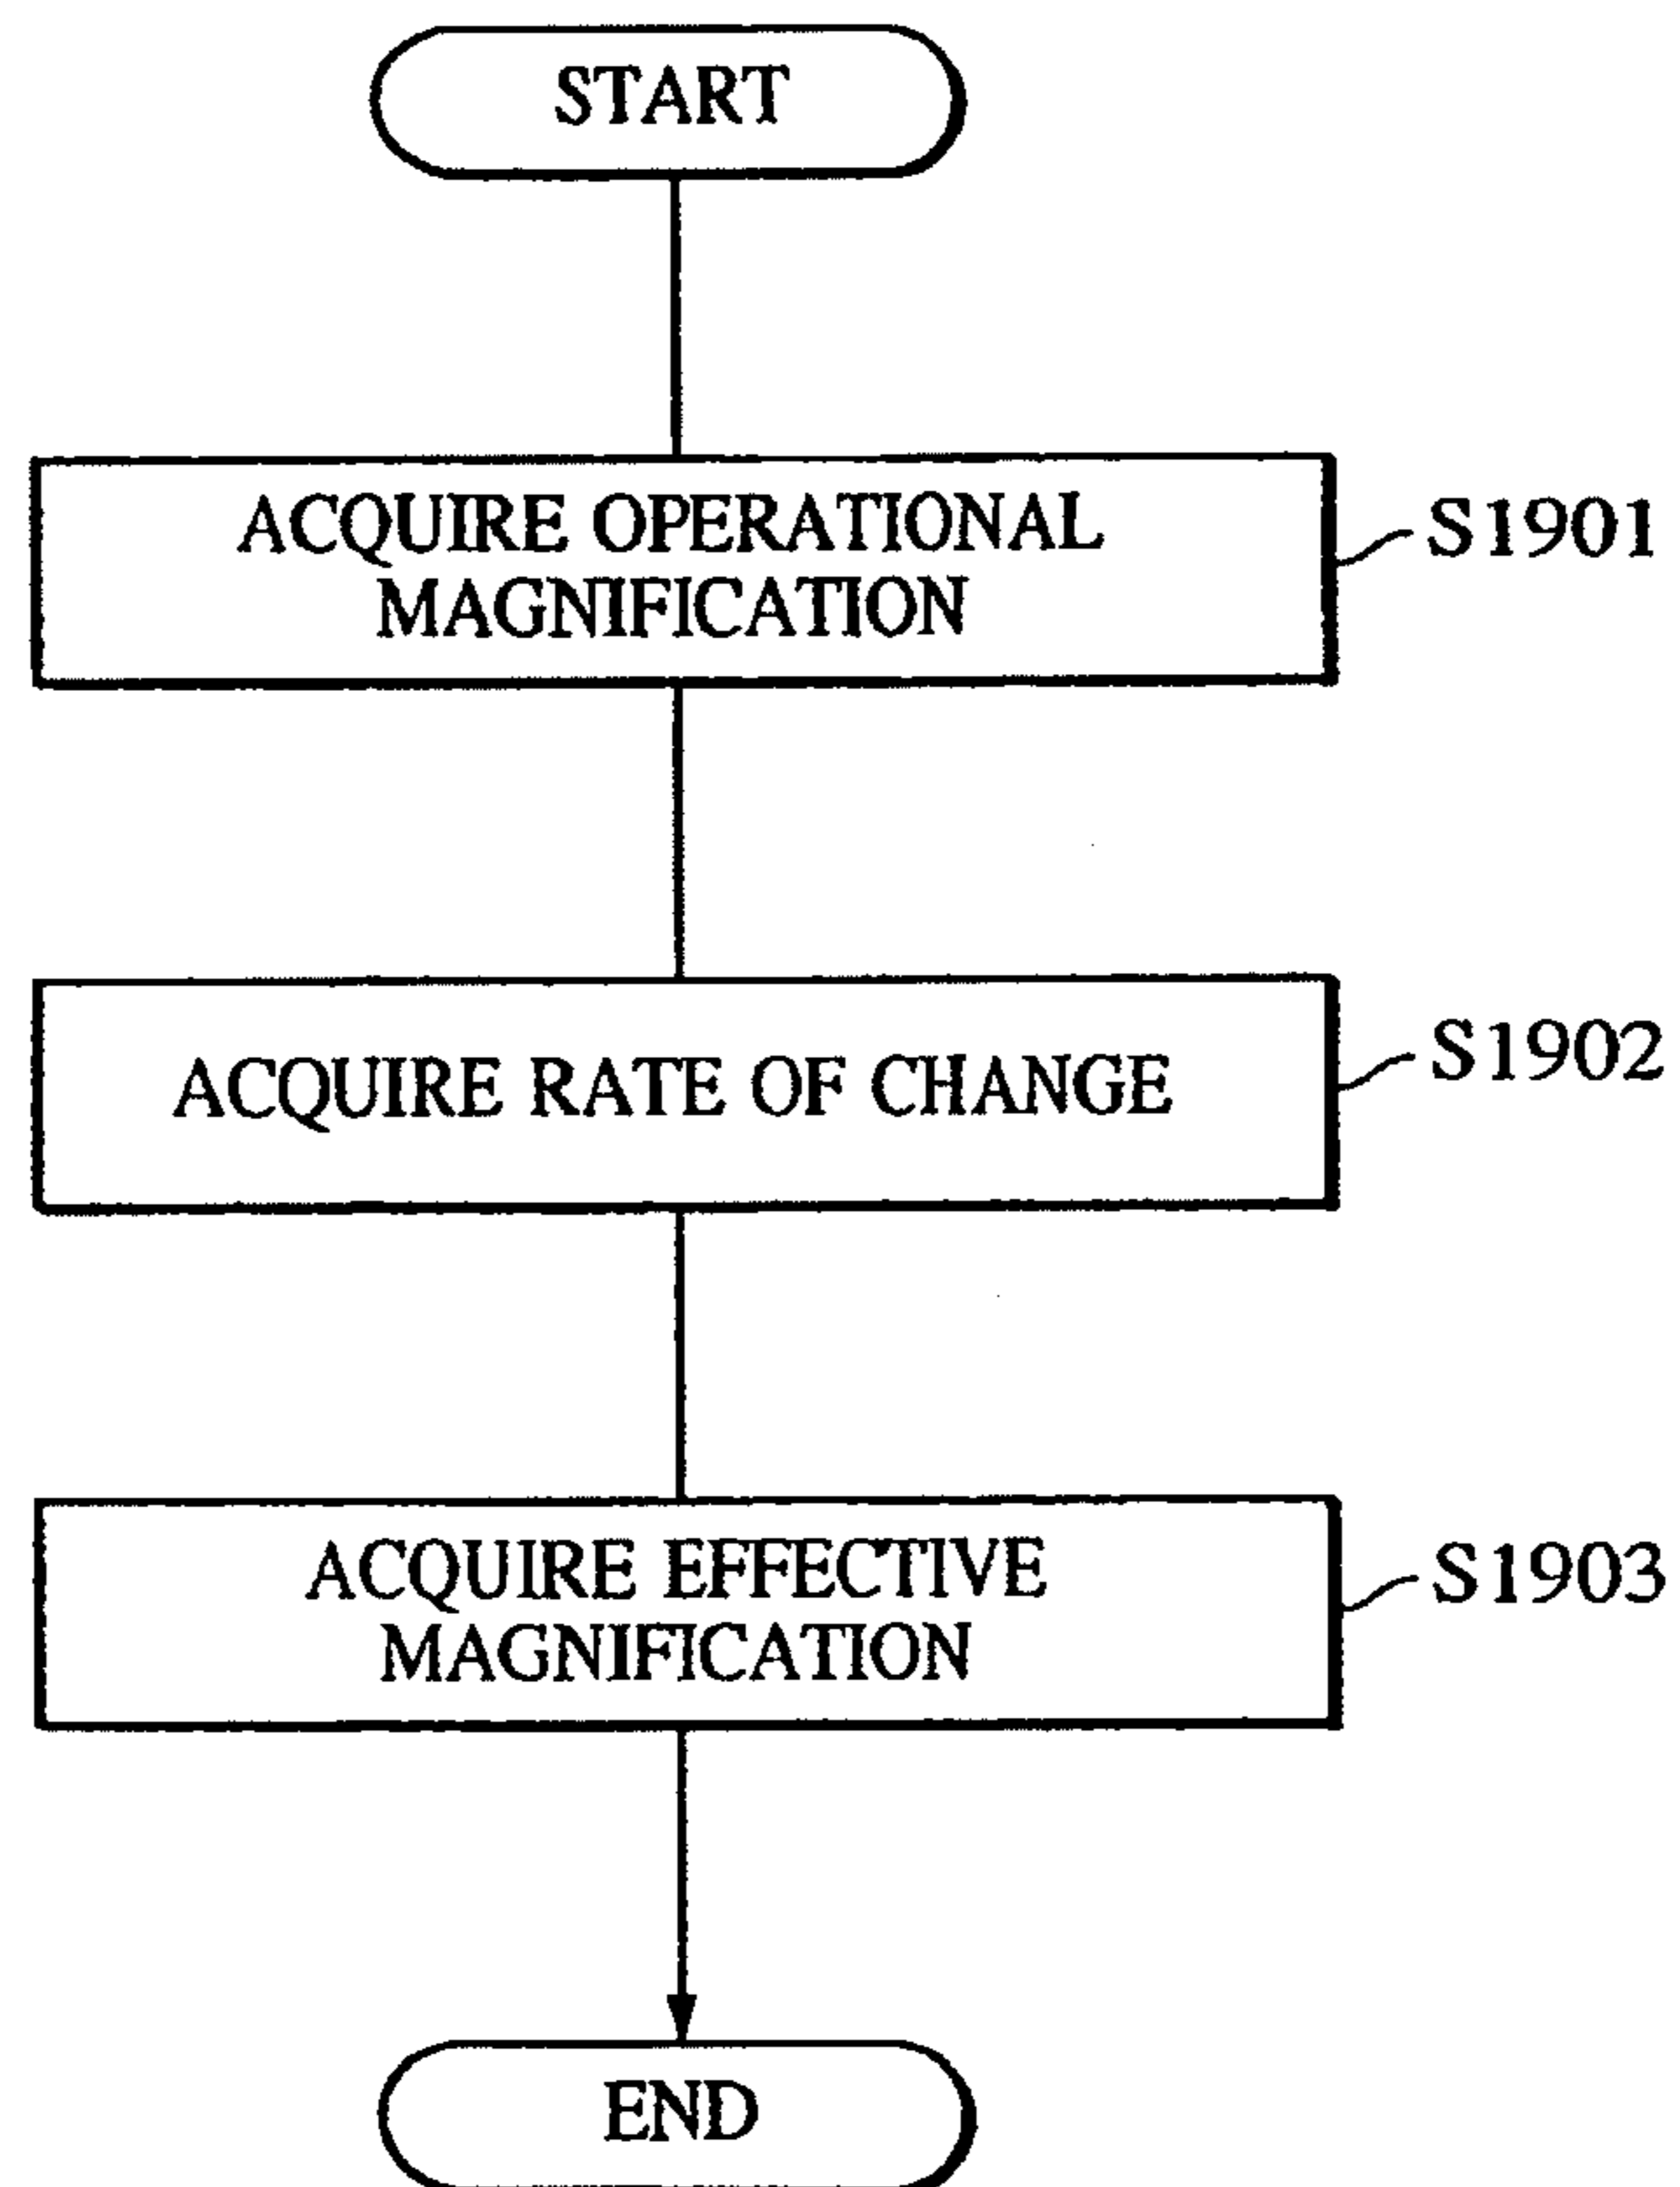 START
ACQUIRE OPERATIONAL
MAGNIFICATION
S1901
ACQUIRE RATE OF CHANGE
S1902
ACQUIRE EFFECTIVE
MAGNIFICATION
S1903
END